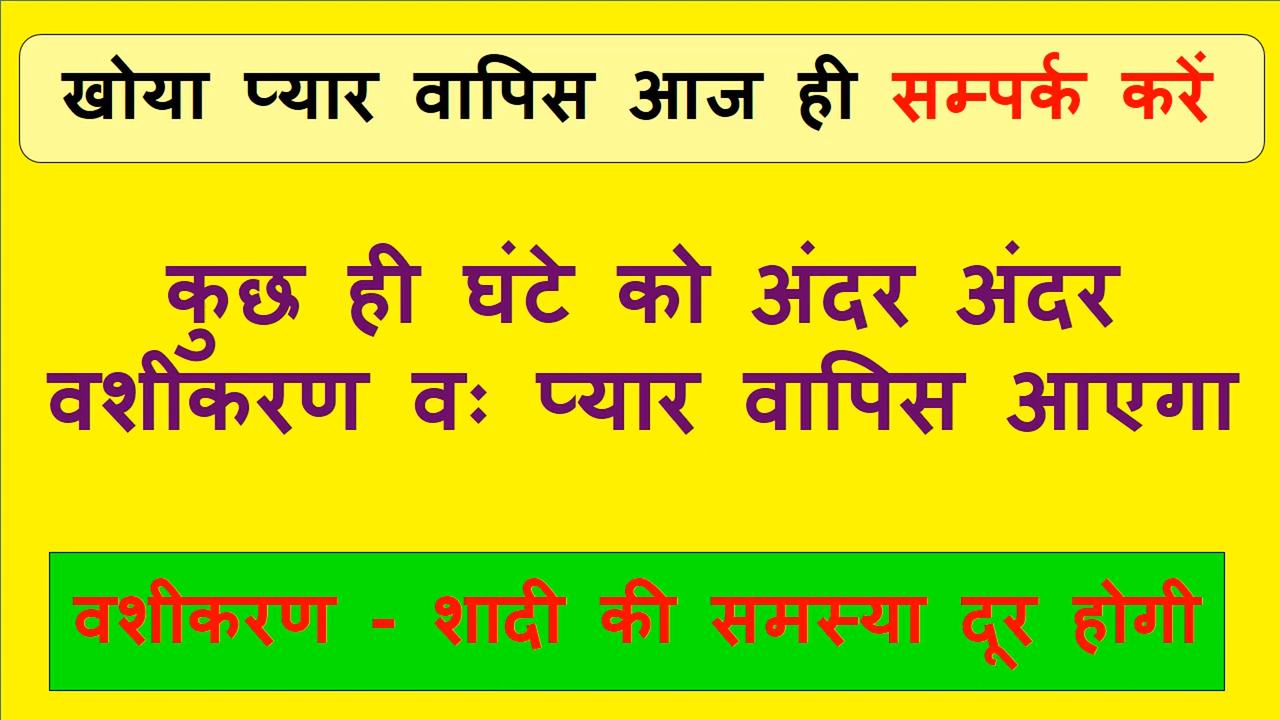 खोया प्यार वापिस आज ही सम्पर्क करें
कुछ ही घंटे को अंदर अंदर
वशीकरण वः प्यार वापिस आएगा
वशीकरण - शादी की समस्या दूर होगी